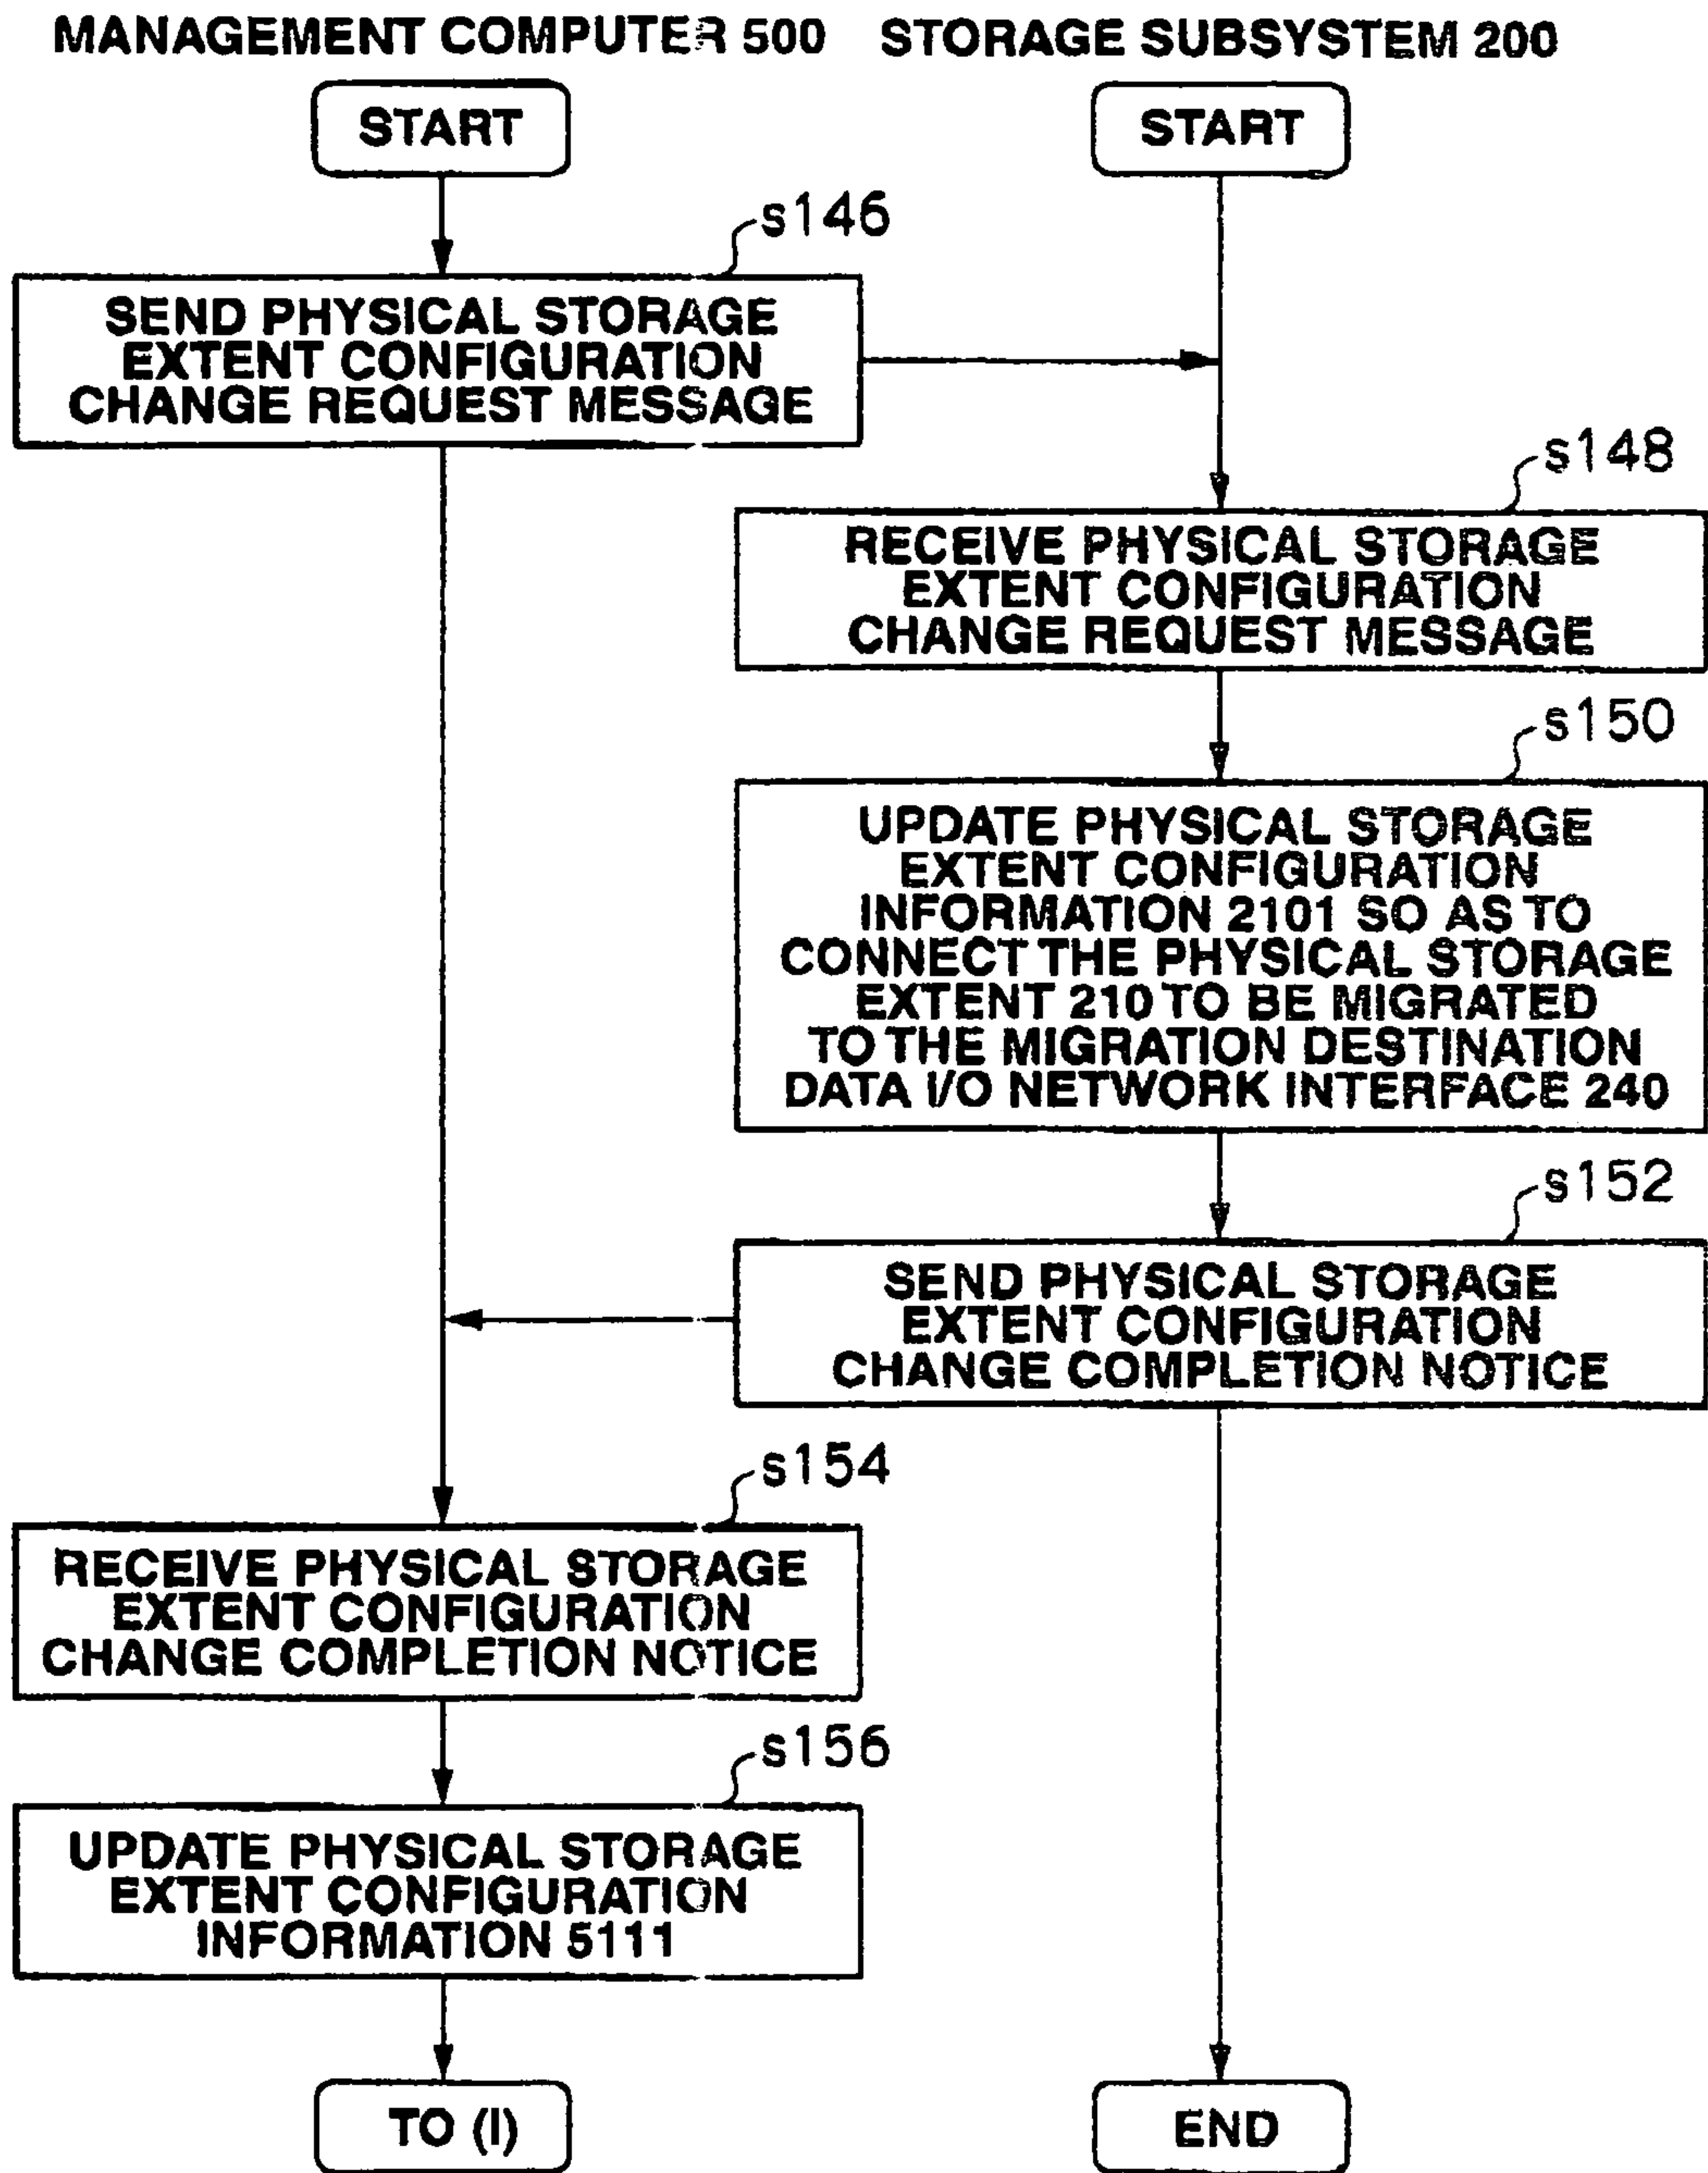 MANAGEMENT COMPUTER 500 STORAGE SUBSYSTEM 200
START
START
s146
SEND PHYSICAL STORAGE
EXTENT CONFIGURATION
CHANGE REQUEST MESSAGE
s148
RECEIVE PHYSICAL STORAGE
EXTENT CONFIGURATION
CHANGE REQUEST MESSAGE
s150
UPDATE PHYSICAL STORAGE
EXTENT CONFIGURATION
INFORMATION 2101 SO AS TO
CONNECT THE PHYSICAL STORAGE
EXTENT 210 TO BE MIGRATED
TO THE MIGRATION DESTINATION
DATA I/O NETWORK INTERFACE 240
s152
SEND PHYSICAL STORAGE
EXTENT CONFIGURATION
CHANGE COMPLETION NOTICE
s154
RECEIVE PHYSICAL STORAGE
EXTENT CONFIGURATION
CHANGE COMPLETION NOTICE
s156
UPDATE PHYSICAL STORAGE
EXTENT CONFIGURATION
INFORMATION 5111
TO (I)
END